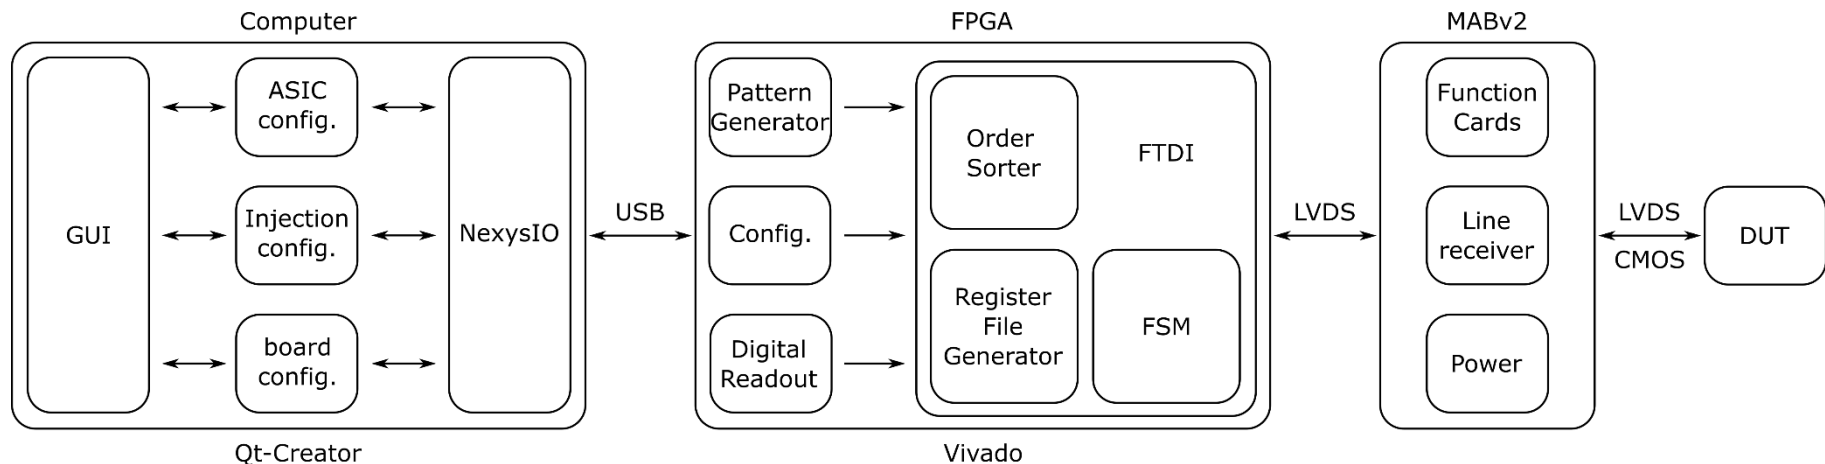 Computer
GUI
ASIC
config.
Injection
config.
board
config.
NexysIO
Qt-Creator
USB
FPGA
Pattern
Generator
Config.
Digital
Readout
Order
Sorter
FTDI
Register
File
Generator
FSM
Vivado
LVDS
MABv2
Function
Cards
Line
receiver
Power
LVDS
CMOS
DUT